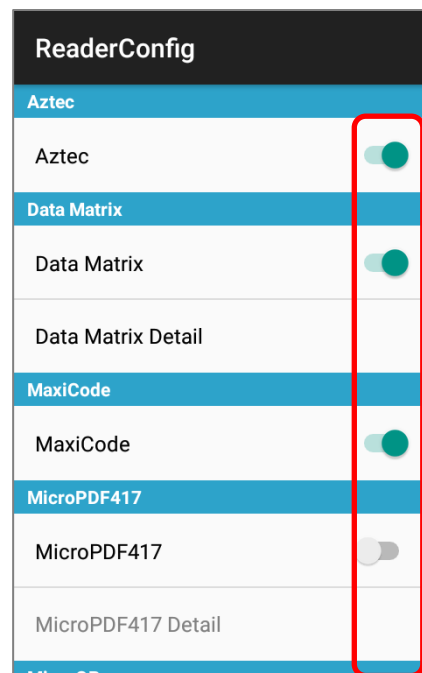 ReaderConfig
Aztec
Aztec
Data Matrix
Data Matrix
Data Matrix Detail
MaxiCode
MaxiCode
MicroPDF417
MicroPDF417
MicroPDF417 Detail